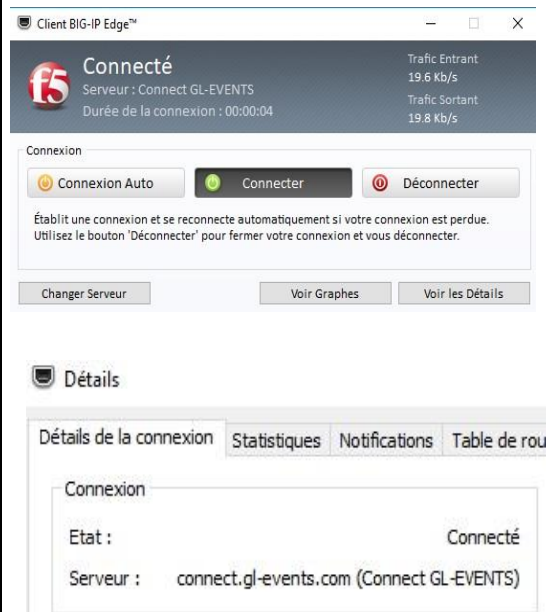 Client BIG-IP Edge™
f5
Connecté
Serveur : Connect GL-EVENTS
Durée de la connexion : 00:00:04
Trafic Entrant
19.6 Kb/s
Trafic Sortant
19.8 Kb/s
Connexion
Connexion Auto Connecter Déconnecter
Établit une connexion et se reconnecte automatiquement si votre connexion est perdue.
Utilisez le bouton 'Déconnecter' pour fermer votre connexion et vous déconnecter.
Changer Serveur Voir Graphes Voir les Détails
Détails
Détails de la connexion Statistiques Notifications Table de rou
Connexion
Etat : Connecté
Serveur : connect.gl-events.com (Connect GL-EVENTS)